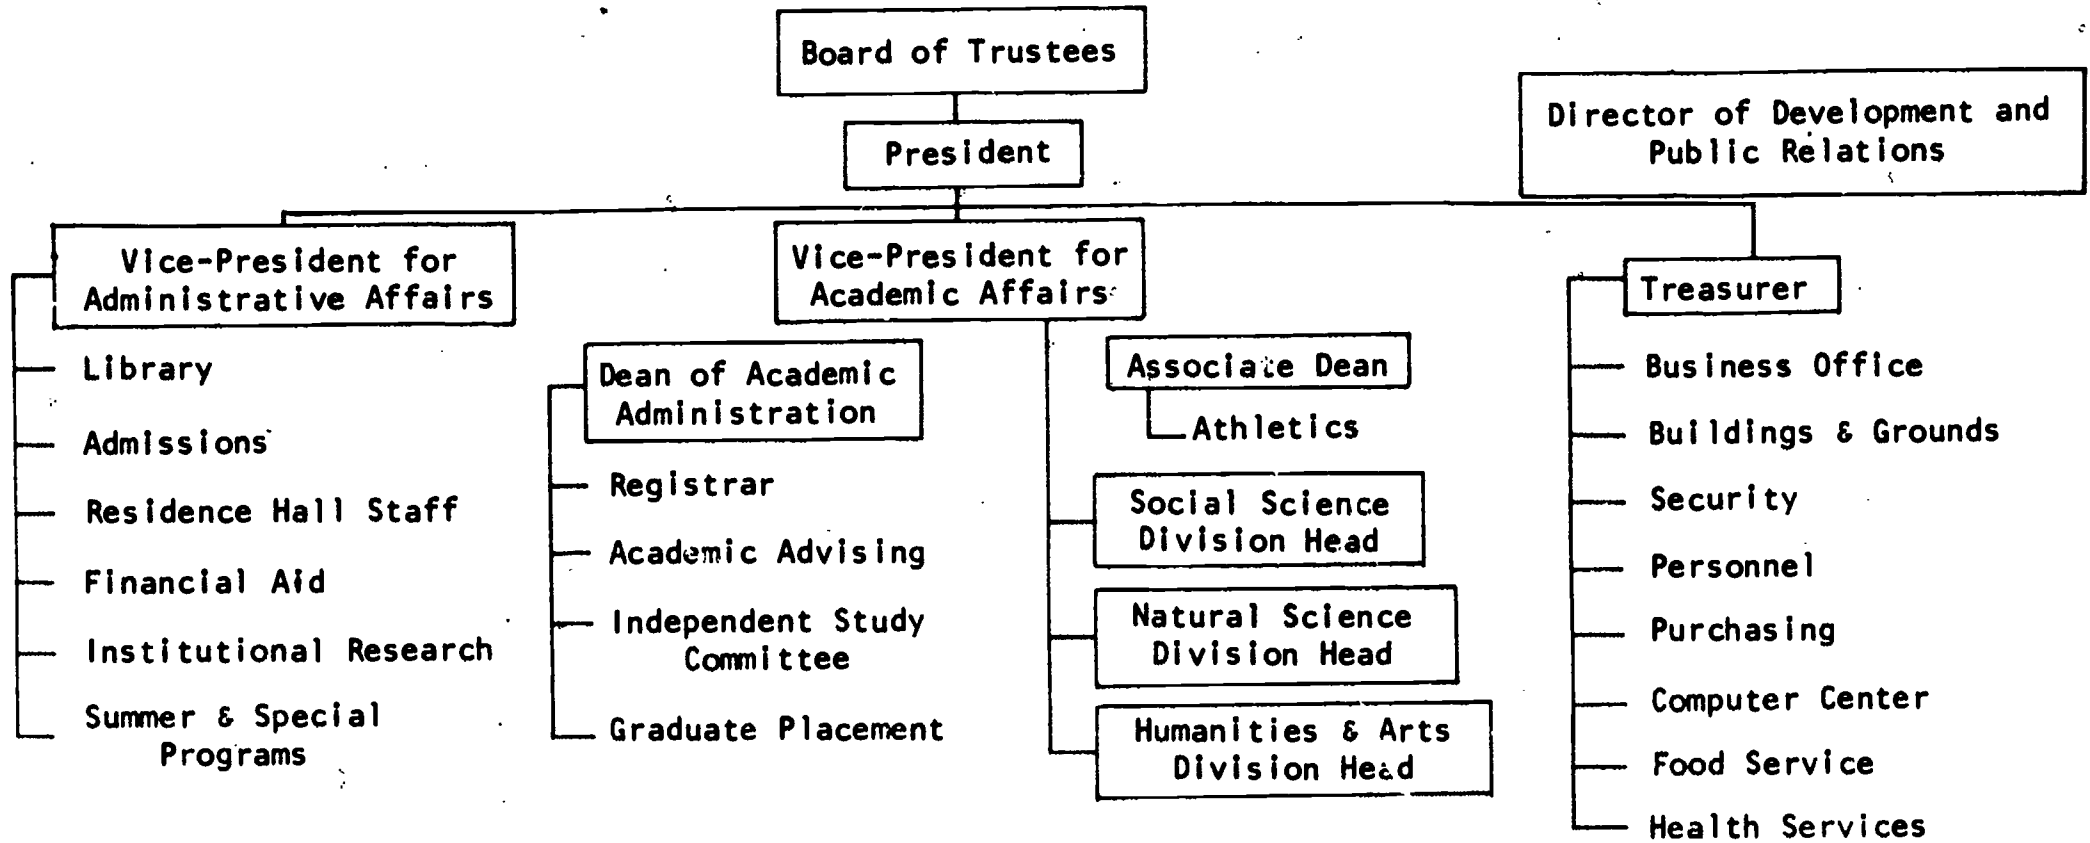 Board of Trustees
President
Director of Development and
Public Relations
Vice-President for
Administrative Affairs
Library
Admissions
Residence Hall Staff
Financial Aid
Institutional Research
Summer & Special
Programs
Vice-President for
Academic Affairs
Dean of Academic
Administration
Registrar
Academic Advising
Independent Study
Committee
Graduate Placement
Associate Dean
Athletics
Social Science
Division Head
Natural Science
Division Head
Humanities & Arts
Division Head
Treasurer
Business Office
Buildings & Grounds
Security
Personnel
Purchasing
Computer Center
Food Service
Health Services